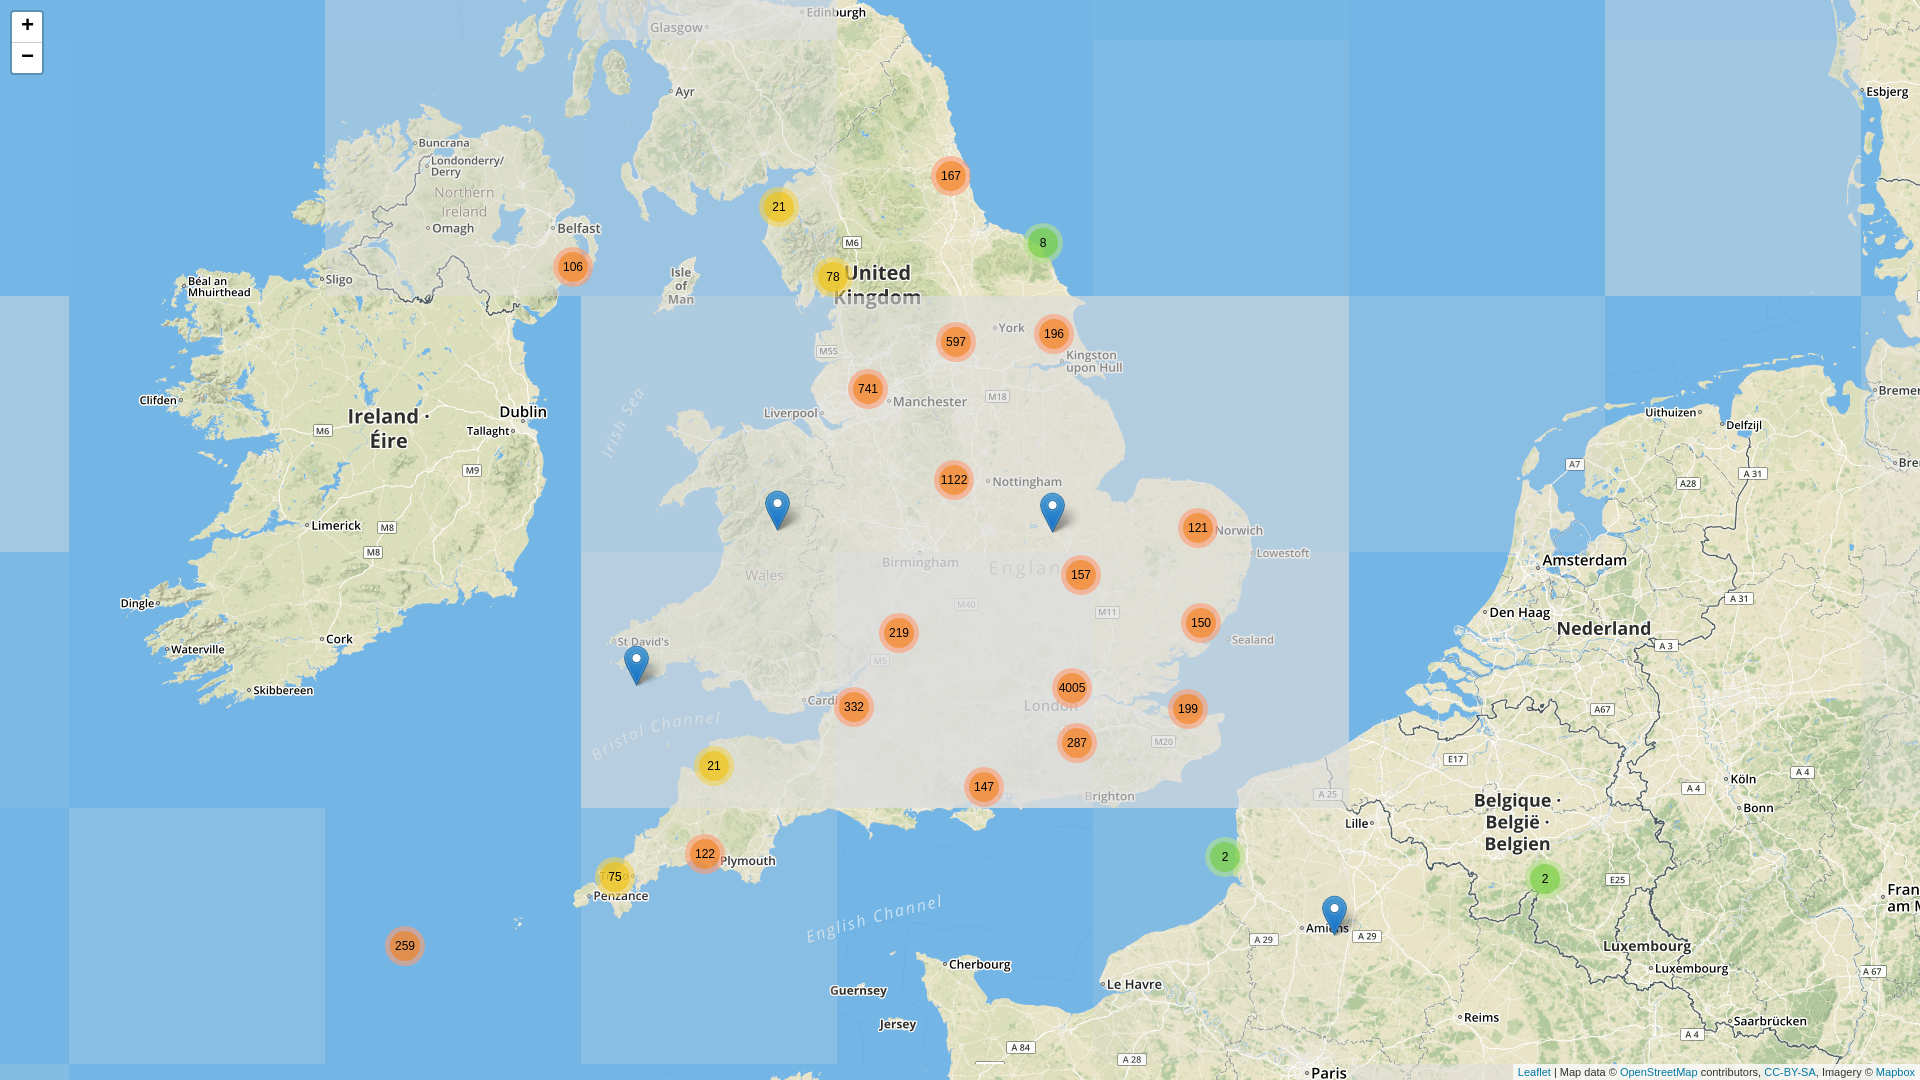 +
−
Glasgow
Edinburgh
Ayr
Esbjerg
Buncrana
Londonderry/
Derry
167
Northern
Ireland
21
Omagh
Belfast
M6
8
106
Isle
of
Man
78
United
Kingdom
Sligo
Béal an
Mhuirthead
York
196
597
M55
Kingston
upon Hull
741
Bremer
Clifden
Manchester
M18
Irish Sea
Liverpool
Ireland ·
Éire
Dublin
Tallaght
M6
Uithuizen
Delfzijl
M9
A7
A 31
Bre
A28
1122
Nottingham
Limerick
M8
M8
121
Norwich
Lowestoft
Birmingham
Wales
Englan
157
Amsterdam
Dingle
M40
M11
A 31
Den Haag
219
150
Nederland
Cork
Waterville
St David's
Sealand
A 3
M5
Skibbereen
4005
London
Cardi
332
199
A67
Bristol Channel
287
M20
E17
21
147
Brighton
A 25
A 4
Köln
A 4
Bonn
Belgique ·
België ·
Belgien
Lille
122
Plymouth
2
75
Penzance
2
E25
Fran
am M
English Channel
Amiens
A 29
A 29
259
Luxembourg
Luxembourg
A 67
Cherbourg
Le Havre
Guernsey
Jersey
Reims
Saarbrücken
A 84
A 28
A 4
Paris
Leaflet | Map data © OpenStreetMap contributors, CC-BY-SA, Imagery © Mapbox